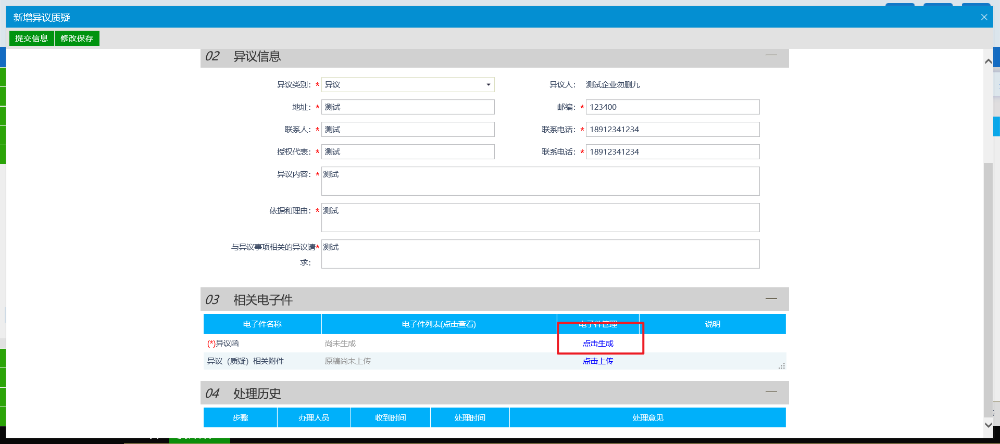 新增异议质疑
提交信息 修改保存
02 异议信息
异议类别：* 异议 异议人： 测试企业勿删九
地址：* 测试 邮编：* 123400
联系人：* 测试 联系电话：* 18912341234
授权代表：* 测试 联系电话：* 18912341234
异议内容：* 测试
依据和理由：* 测试
与异议事项相关的异议请* 测试
求：
03 相关电子件
电子件名称 电子件列表(点击查看) 电子件管理 说明
(*)异议函 尚未生成 点击生成
异议（质疑）相关附件 原稿尚未上传 点击上传
04 处理历史
步骤 办理人员 收到时间 处理时间 处理意见